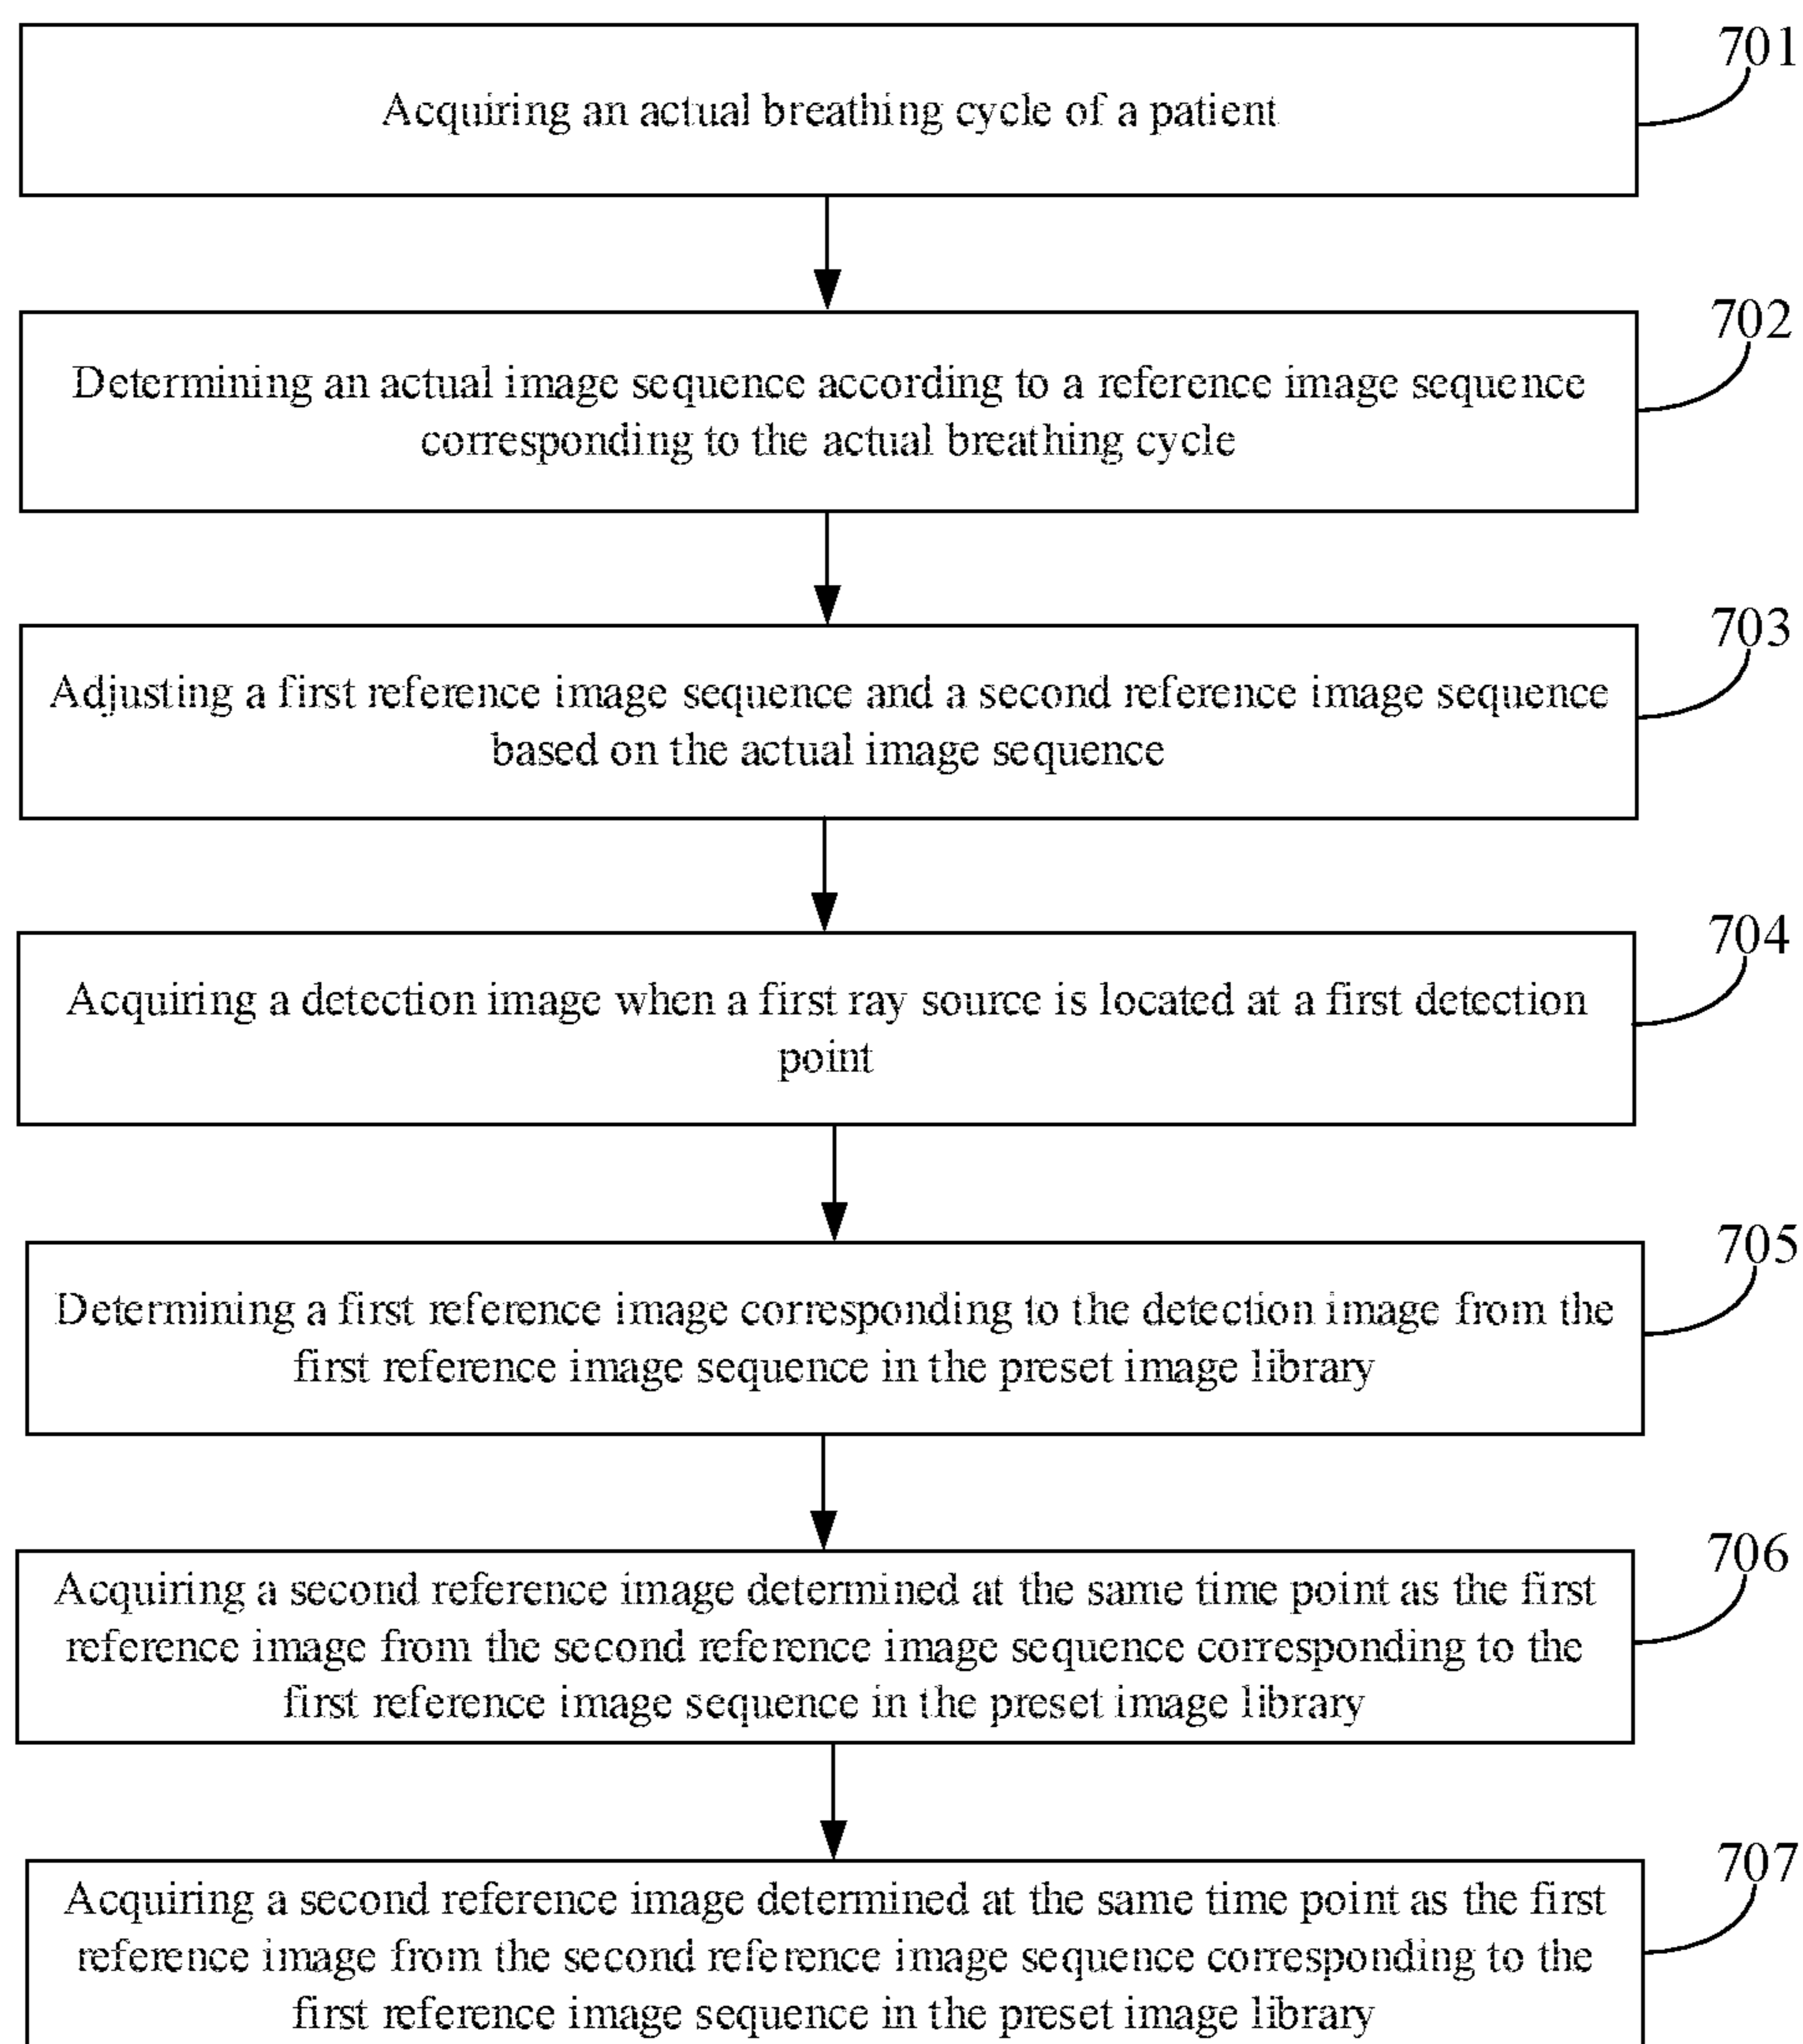 701
Acquiring an actual breathing cycle of a patient
702
Determining an actual image sequence according to a reference image sequence
corresponding to the actual breathing cycle
703
Adjusting a first reference image sequence and a second reference image sequence
based on the actual image sequence
704
Acquiring a detection image when a first ray source is located at a first detection
point
705
Determining a first reference image corresponding to the detection image from the
first reference image sequence in the preset image library
706
Acquiring a second reference image determined at the same time point as the first
reference image from the second reference image sequence corresponding to the
first reference image sequence in the preset image library
707
Acquiring a second reference image determined at the same time point as the first
reference image from the second reference image sequence corresponding to the
first reference image sequence in the preset image library